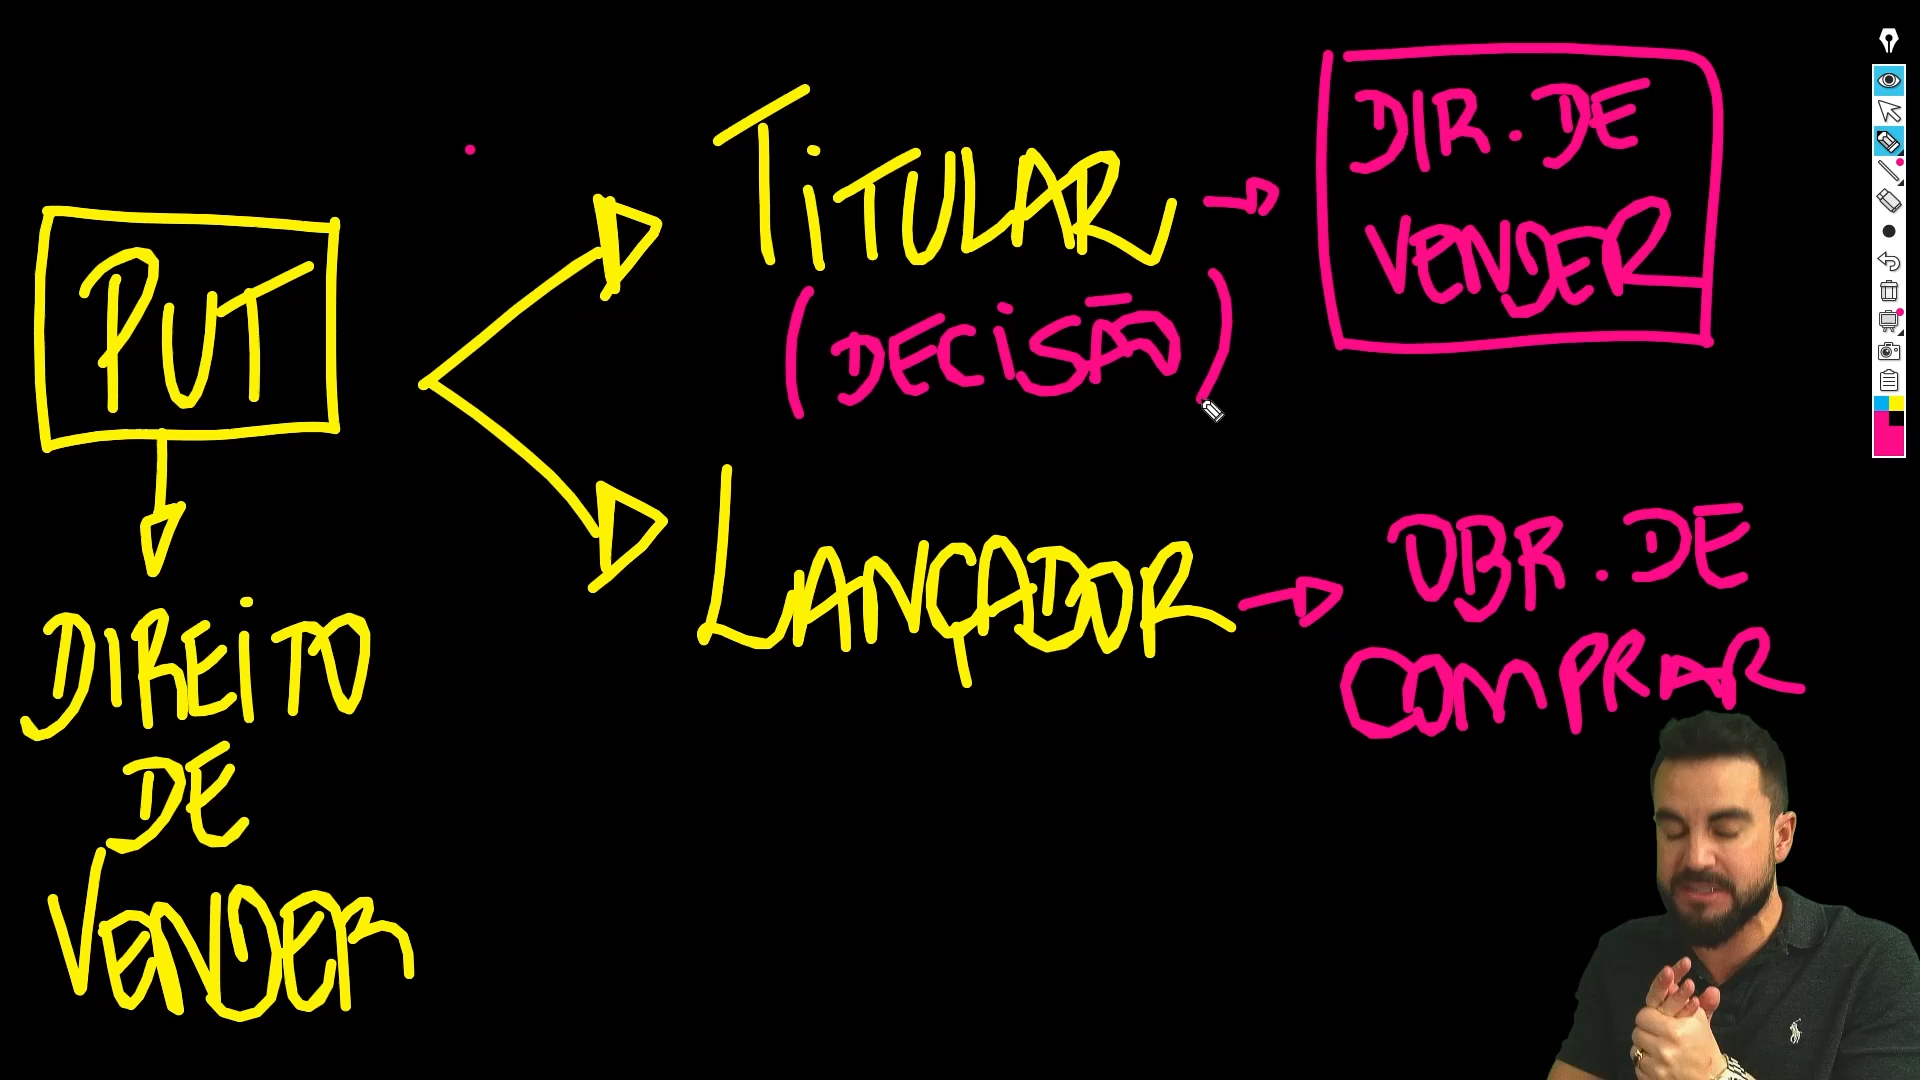 PUT
DIREITO
DE
VENDER
TITULAR
(DECISÃO)
DIR. DE
VENDER
LANÇADOR
OBR. DE
COMPRAR